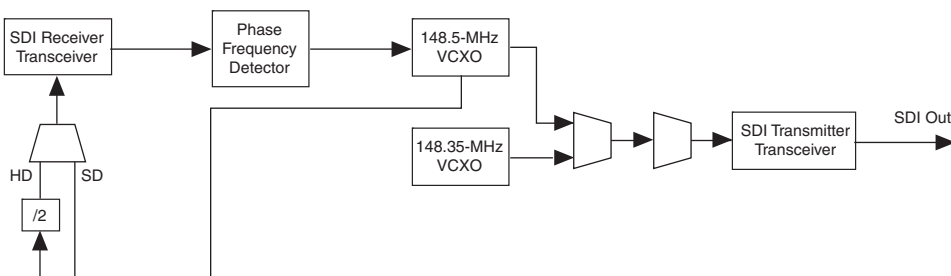 SDI Receiver
Transceiver
Phase
Frequency
Detector
148.5-MHz
VCXO
148.35-MHz
VCXO
SDI Transmitter
Transceiver
SDI Out
HD
SD
/2